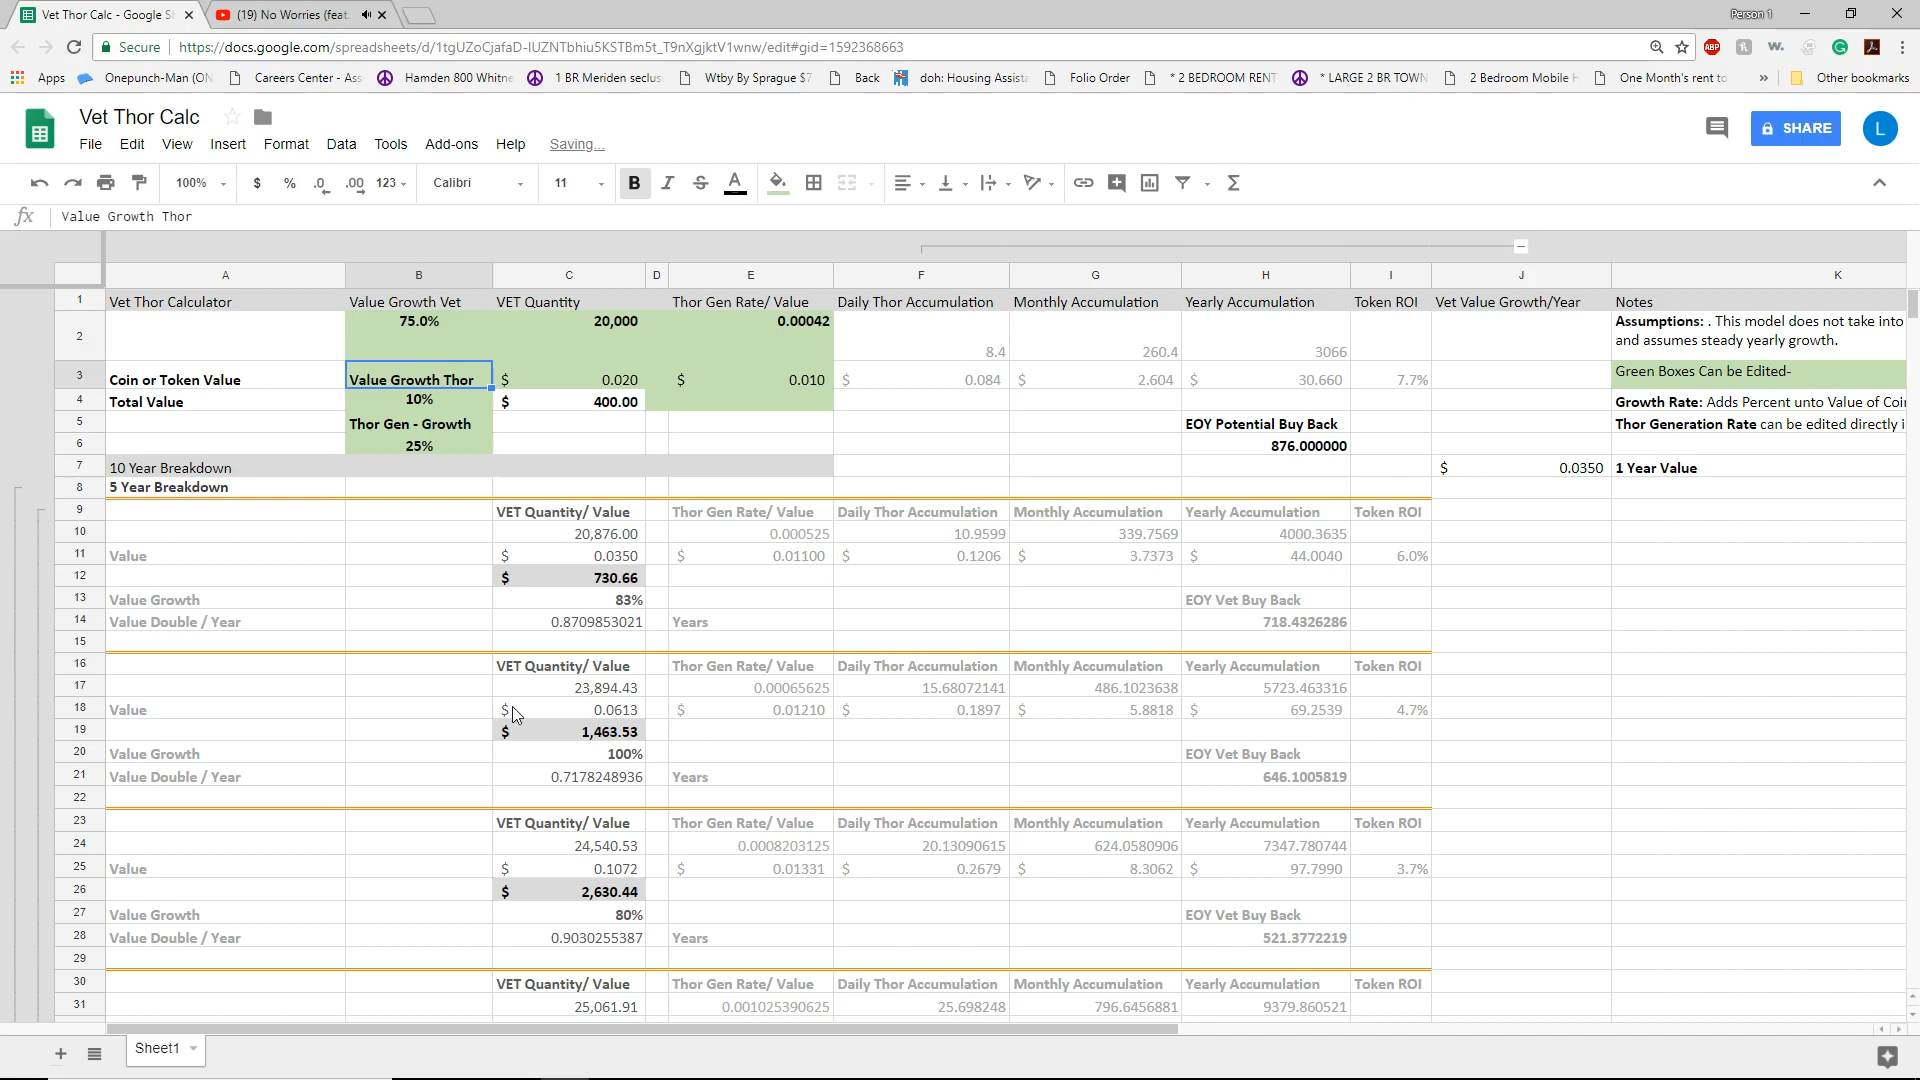 Vet Thor Calc - Google S
(19) No Worries (feat.
Person 1
Secure
https://docs.google.com/spreadsheets/d/1tgUZoCjafaD-IUZNTbhiu5KSTBm5t_T9nXgjktV1wnw/edit#gid=1592368663
ABP
Apps
Onepunch-Man (ON
Careers Center - Ass
Hamden 800 Whitne
1 BR Meriden seclus
Wtby By Sprague $7
Back
doh: Housing Assista
Folio Order
* 2 BEDROOM RENT
* LARGE 2 BR TOWN
2 Bedroom Mobile H
One Month's rent to
»
Other bookmarks
Vet Thor Calc
SHARE
L
File Edit View Insert Format Data Tools Add-ons Help Saving...
100% $ % .0 .00 123 Calibri 11 B I S A Σ
fx Value Growth Thor
A B C D E F G H I J K
1 Vet Thor Calculator Value Growth Vet VET Quantity Thor Gen Rate/ Value Daily Thor Accumulation Monthly Accumulation Yearly Accumulation Token ROI Vet Value Growth/Year Notes
2 75.0% 20,000 0.00042 8.4 260.4 3066 Assumptions: . This model does not take into
and assumes steady yearly growth.
3 Coin or Token Value Value Growth Thor $ 0.020 $ 0.010 $ 0.084 $ 2.604 $ 30.660 7.7% Green Boxes Can be Edited-
4 Total Value 10% $ 400.00 Growth Rate: Adds Percent unto Value of Coi
5 Thor Gen - Growth EOY Potential Buy Back Thor Generation Rate can be edited directly i
6 25% 876.000000
7 10 Year Breakdown $ 0.0350 1 Year Value
8 5 Year Breakdown
9 VET Quantity/ Value Thor Gen Rate/ Value Daily Thor Accumulation Monthly Accumulation Yearly Accumulation Token ROI
10 20,876.00 0.000525 10.9599 339.7569 4000.3635
11 Value $ 0.0350 $ 0.01100 $ 0.1206 $ 3.7373 $ 44.0040 6.0%
12 $ 730.66
13 Value Growth 83% EOY Vet Buy Back
14 Value Double / Year 0.8709853021 Years 718.4326286
15
16 VET Quantity/ Value Thor Gen Rate/ Value Daily Thor Accumulation Monthly Accumulation Yearly Accumulation Token ROI
17 23,894.43 0.00065625 15.68072141 486.1023638 5723.463316
18 Value $ 0.0613 $ 0.01210 $ 0.1897 $ 5.8818 $ 69.2539 4.7%
19 $ 1,463.53
20 Value Growth 100% EOY Vet Buy Back
21 Value Double / Year 0.7178248936 Years 646.1005819
22
23 VET Quantity/ Value Thor Gen Rate/ Value Daily Thor Accumulation Monthly Accumulation Yearly Accumulation Token ROI
24 24,540.53 0.0008203125 20.13090615 624.0580906 7347.780744
25 Value $ 0.1072 $ 0.01331 $ 0.2679 $ 8.3062 $ 97.7990 3.7%
26 $ 2,630.44
27 Value Growth 80% EOY Vet Buy Back
28 Value Double / Year 0.9030255387 Years 521.3772219
29
30 VET Quantity/ Value Thor Gen Rate/ Value Daily Thor Accumulation Monthly Accumulation Yearly Accumulation Token ROI
31 25,061.91 0.001025390625 25.698248 796.6456881 9379.860521
Sheet1